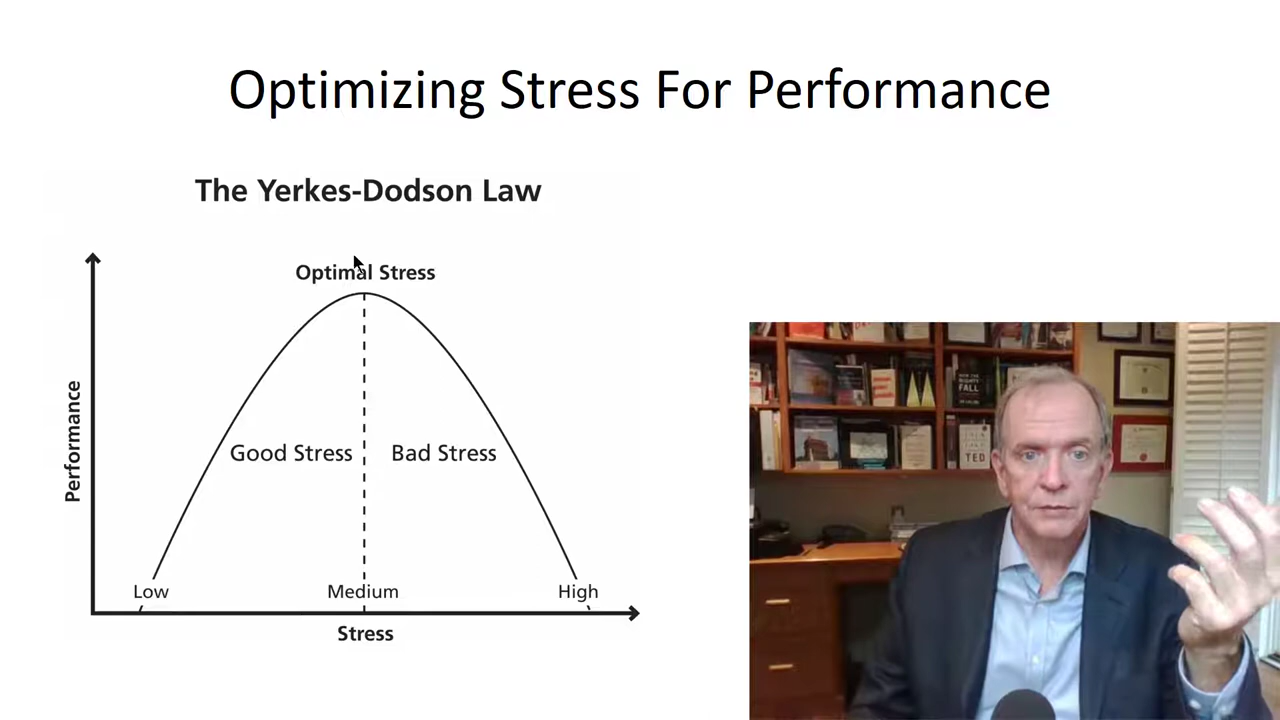 Optimizing Stress For Performance
The Yerkes-Dodson Law
Optimal Stress
Performance
Good Stress
Bad Stress
Low
Medium
High
Stress
FALL
TED